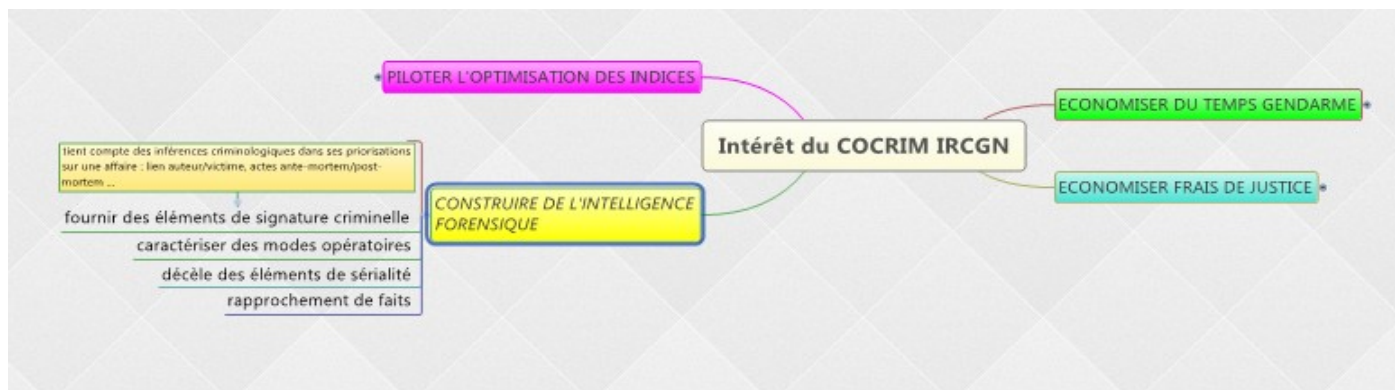 PILOTER L'OPTIMISATION DES INDICES
ECONOMISER DU TEMPS GENDARME
Intérêt du COCRIM IRCGN
tient compte des inférences criminologiques dans ses priorisations
sur une affaire : lien auteur/victime, actes ante-mortem/post-
mortem ...
ECONOMISER FRAIS DE JUSTICE
CONSTRUIRE DE L'INTELLIGENCE
FORENSIQUE
fournir des éléments de signature criminelle
caractériser des modes opératoires
décèle des éléments de sérialité
rapprochement de faits